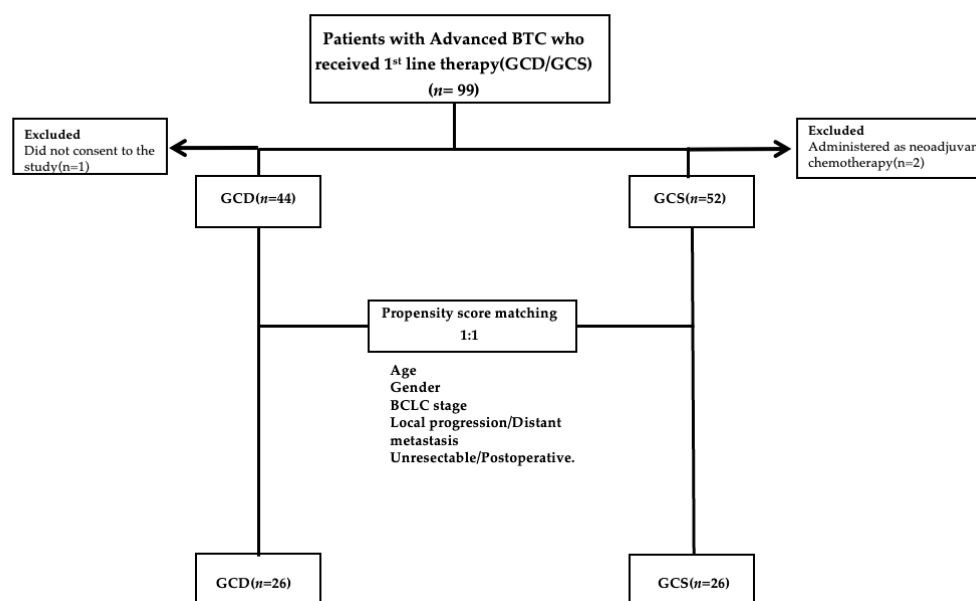 Patients with Advanced BTC who
received 1st line therapy(GCD/GCS)
(n= 99)
Excluded
Did not consent to the
study(n=1)
Excluded
Administered as neoadjuvan
chemotherapy(n=2)
GCD(n=44)
GCS(n=52)
Propensity score matching
1:1
Age
Gender
BCLC stage
Local progression/Distant
metastasis
Unresectable/Postoperative.
GCD(n=26)
GCS(n=26)